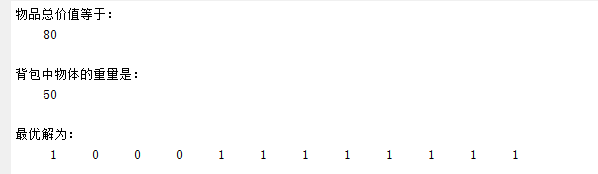 物品总价值等于:
80
背包中物体的重量是:
50
最优解为:
1 0 0 0 1 1 1 1 1 1 1 1